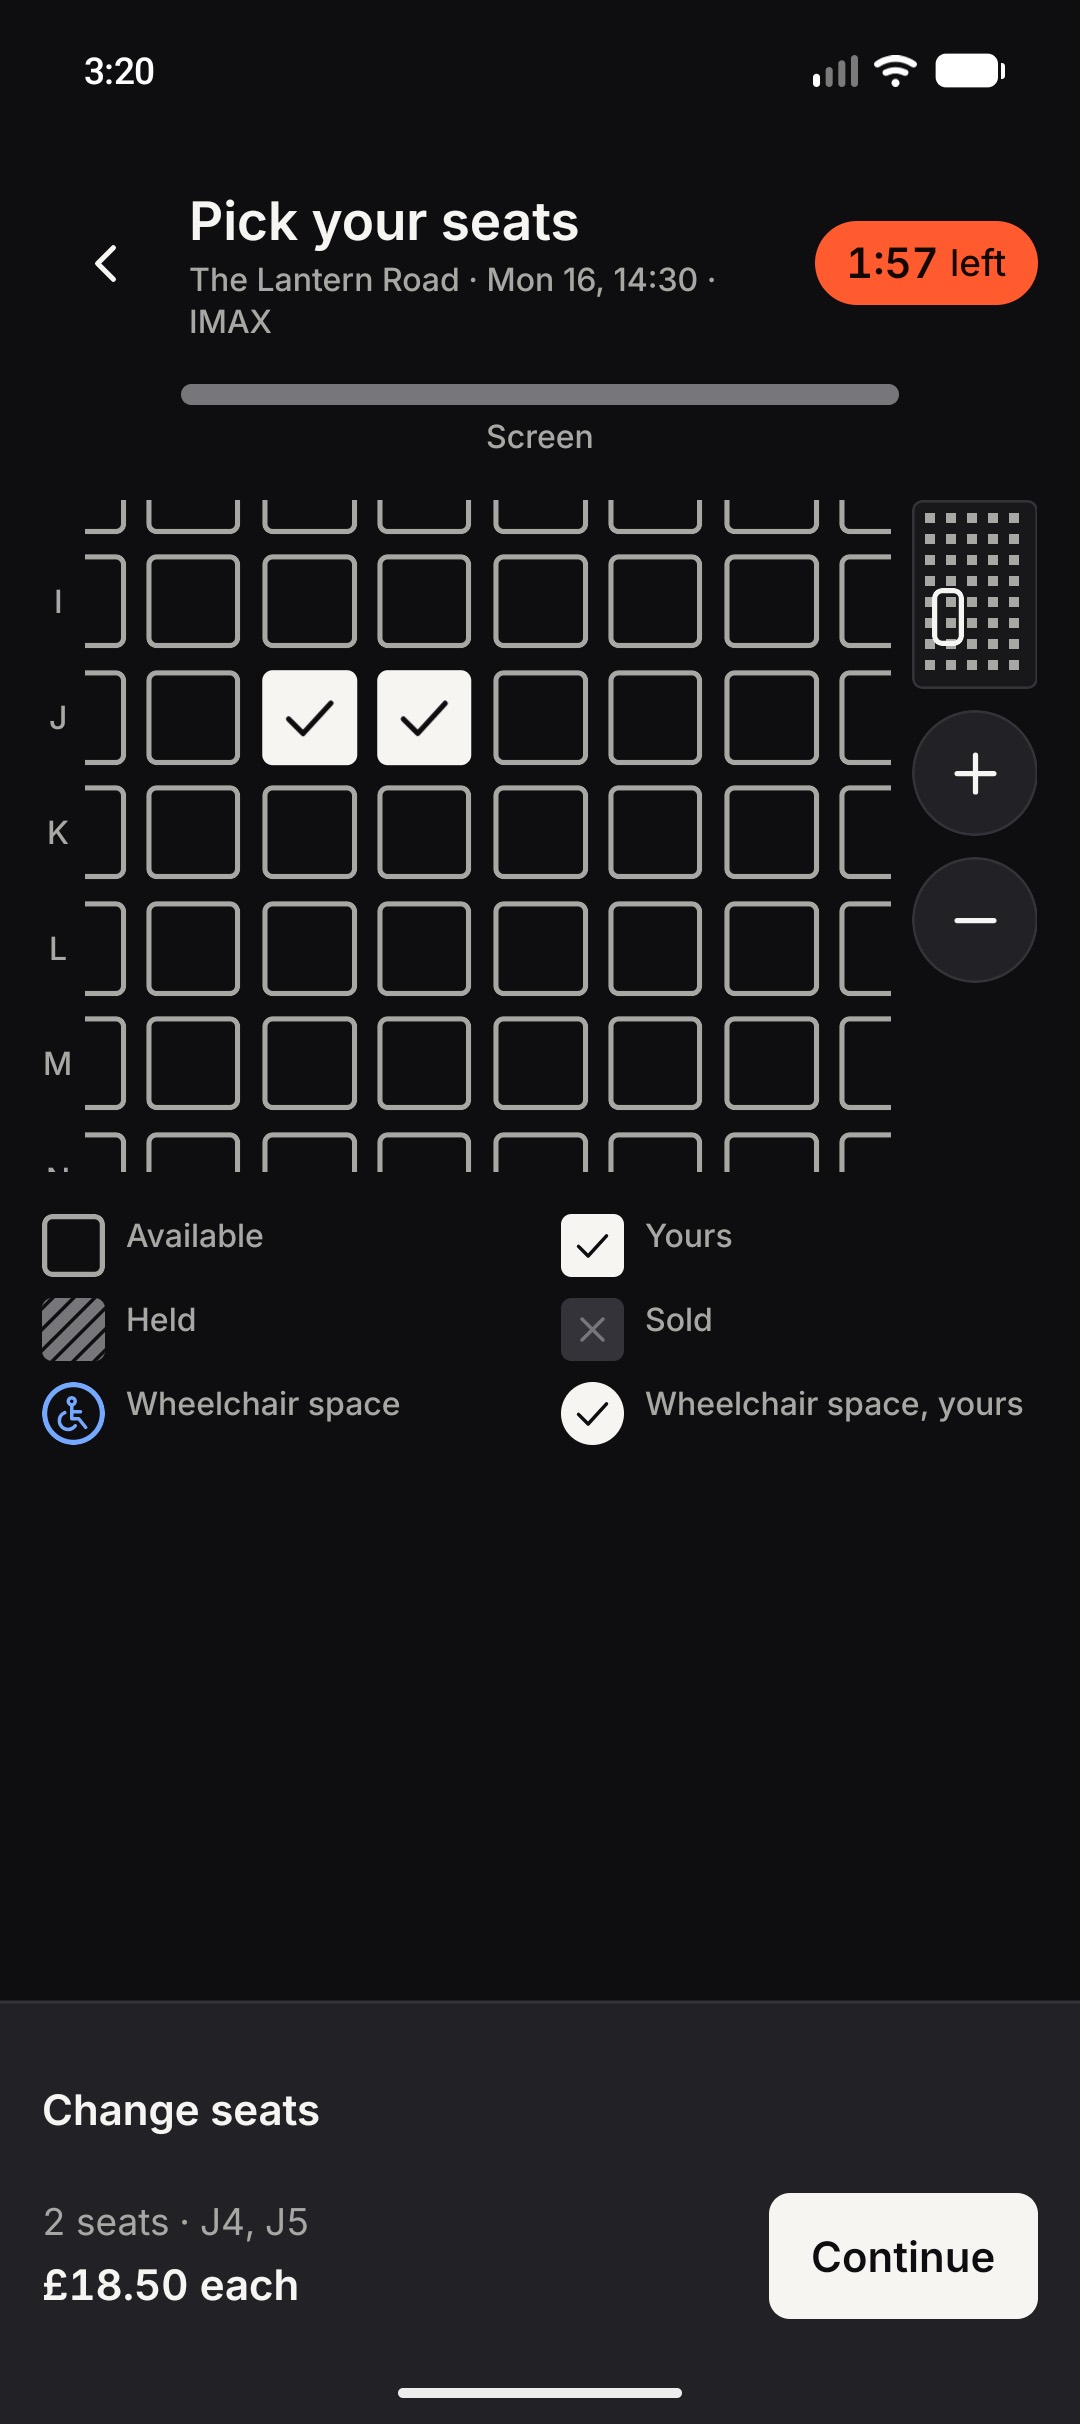 3:20
Pick your seats
The Lantern Road · Mon 16, 14:30 ·
IMAX
1:57 left
Screen
I
J
K
L
M
Available
Yours
Held
Sold
Wheelchair space
Wheelchair space, yours
Change seats
2 seats · J4, J5
£18.50 each
Continue